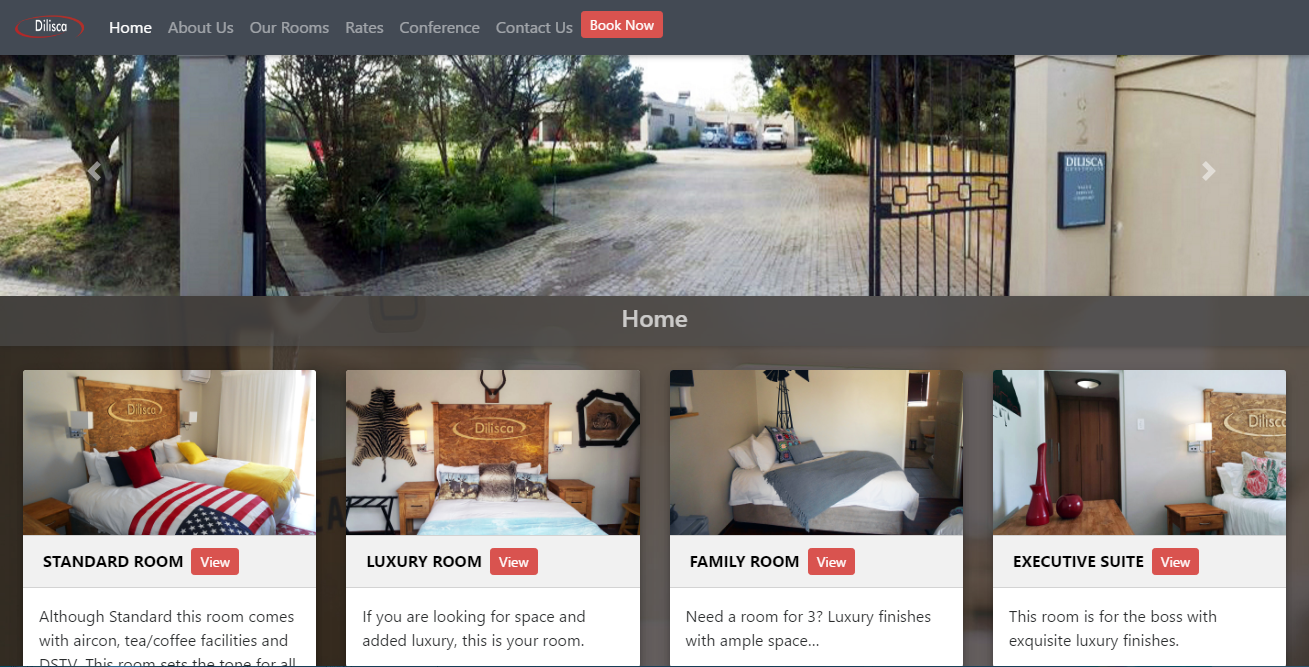 Dilisca
Home About Us Our Rooms Rates Conference Contact Us Book Now
DILISCA
Home
Dilisca
Dilisca
Dilisca
STANDARD ROOM View
LUXURY ROOM View
FAMILY ROOM View
EXECUTIVE SUITE View
Although Standard this room comes
with aircon, tea/coffee facilities and
DSTV. This room sets the tone for all
If you are looking for space and
added luxury, this is your room.
Need a room for 3? Luxury finishes
with ample space...
This room is for the boss with
exquisite luxury finishes.